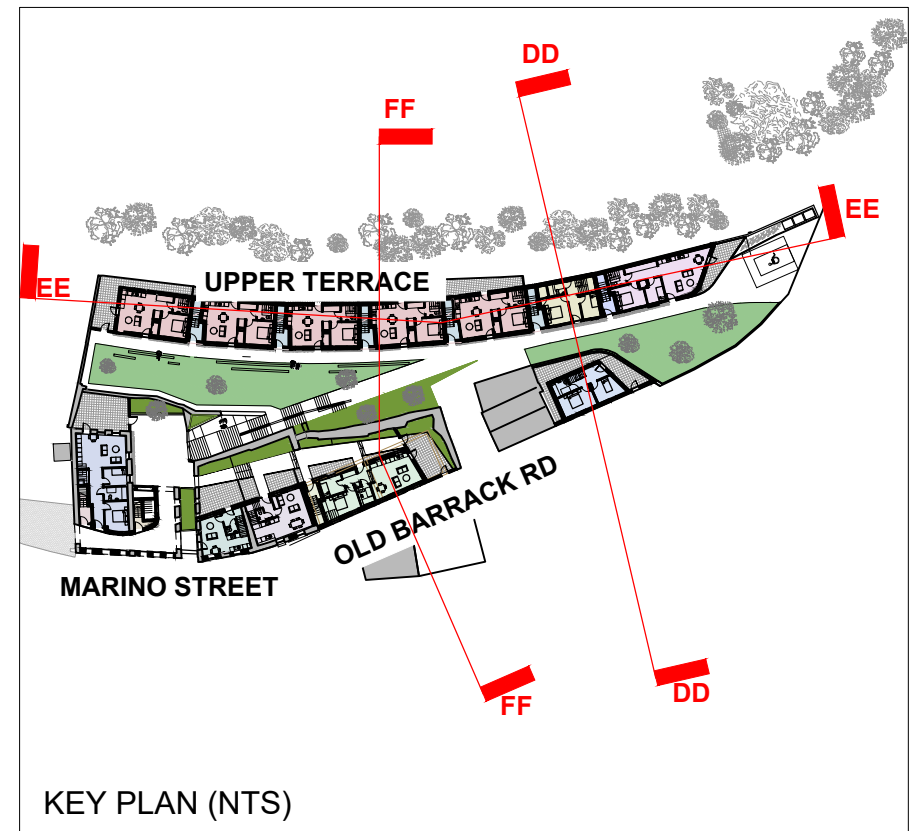 DD
FF
EE
UPPER TERRACE
EE
OLD BARRACK RD
MARINO STREET
FF
DD
KEY PLAN (NTS)